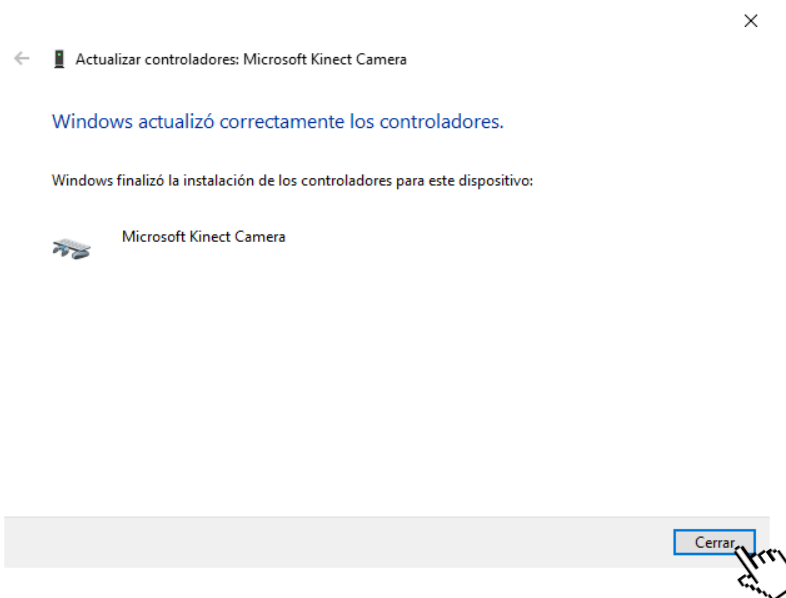 Actualizar controladores: Microsoft Kinect Camera
Windows actualizó correctamente los controladores.
Windows finalizó la instalación de los controladores para este dispositivo:
Microsoft Kinect Camera
Cerrar